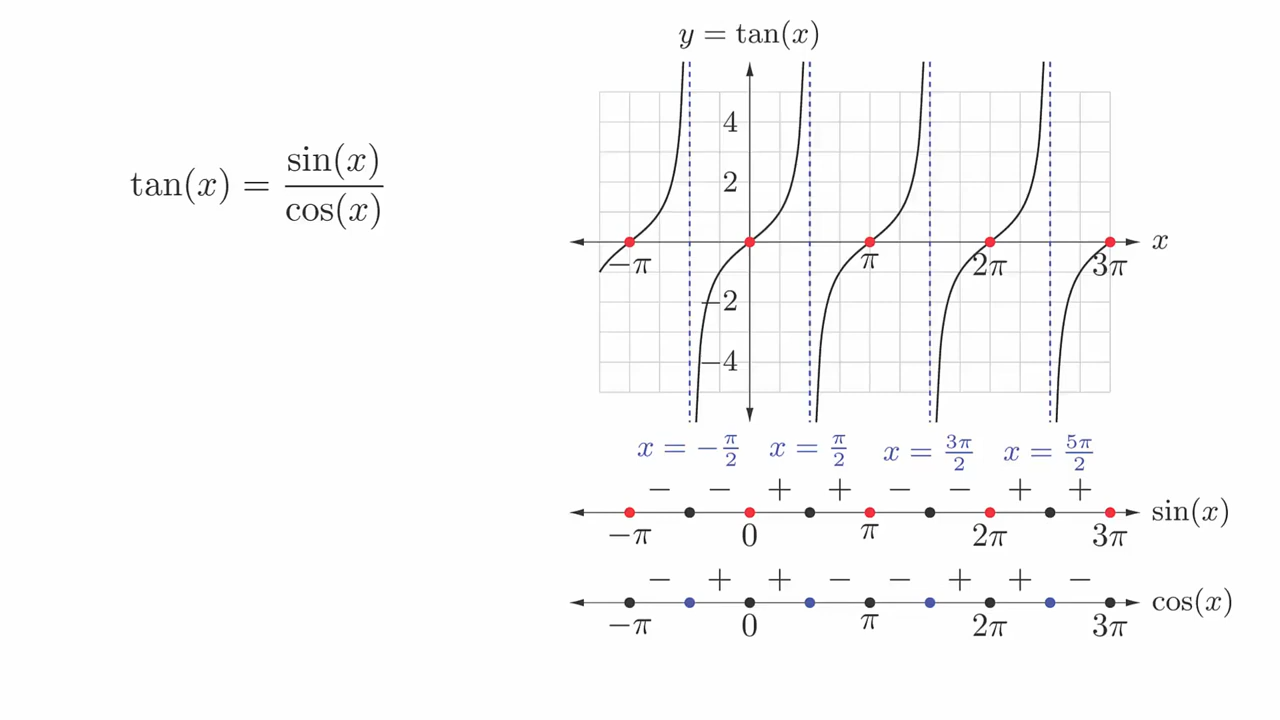 y = tan(x)
tan(x) = sin(x)/cos(x)
4
2
x
−π π 2π 3π
−2
−4
x = −π/2 x = π/2 x = 3π/2 x = 5π/2
− − + + − − + +
sin(x)
−π 0 π 2π 3π
− + + − − + + −
cos(x)
−π 0 π 2π 3π